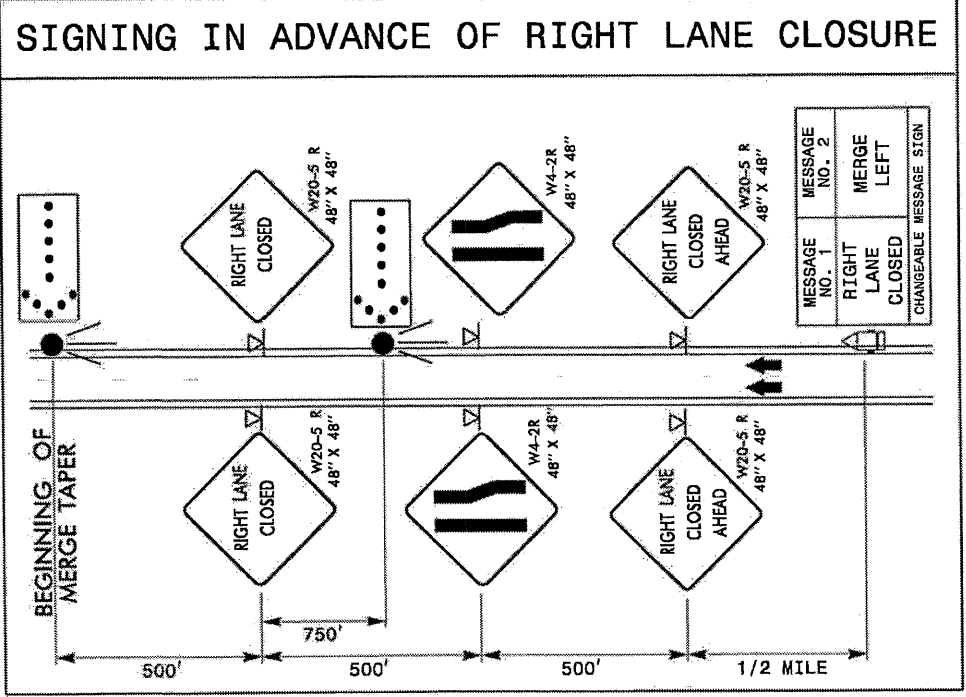 SIGNING IN ADVANCE OF RIGHT LANE CLOSURE
RIGHT LANE
CLOSED
W20-5 R
48" X 48"
W4-2R
48" X 48"
RIGHT LANE
CLOSED
AHEAD
W20-5 R
48" X 48"
MESSAGE
NO. 1
RIGHT
LANE
CLOSED
MESSAGE
NO. 2
MERGE
LEFT
CHANGEABLE MESSAGE SIGN
BEGINNING OF
MERGE TAPER
RIGHT LANE
CLOSED
W20-5 R
48" X 48"
W4-2R
48" X 48"
RIGHT LANE
CLOSED
AHEAD
W20-5 R
48" X 48"
750'
500'
500'
500'
1/2 MILE